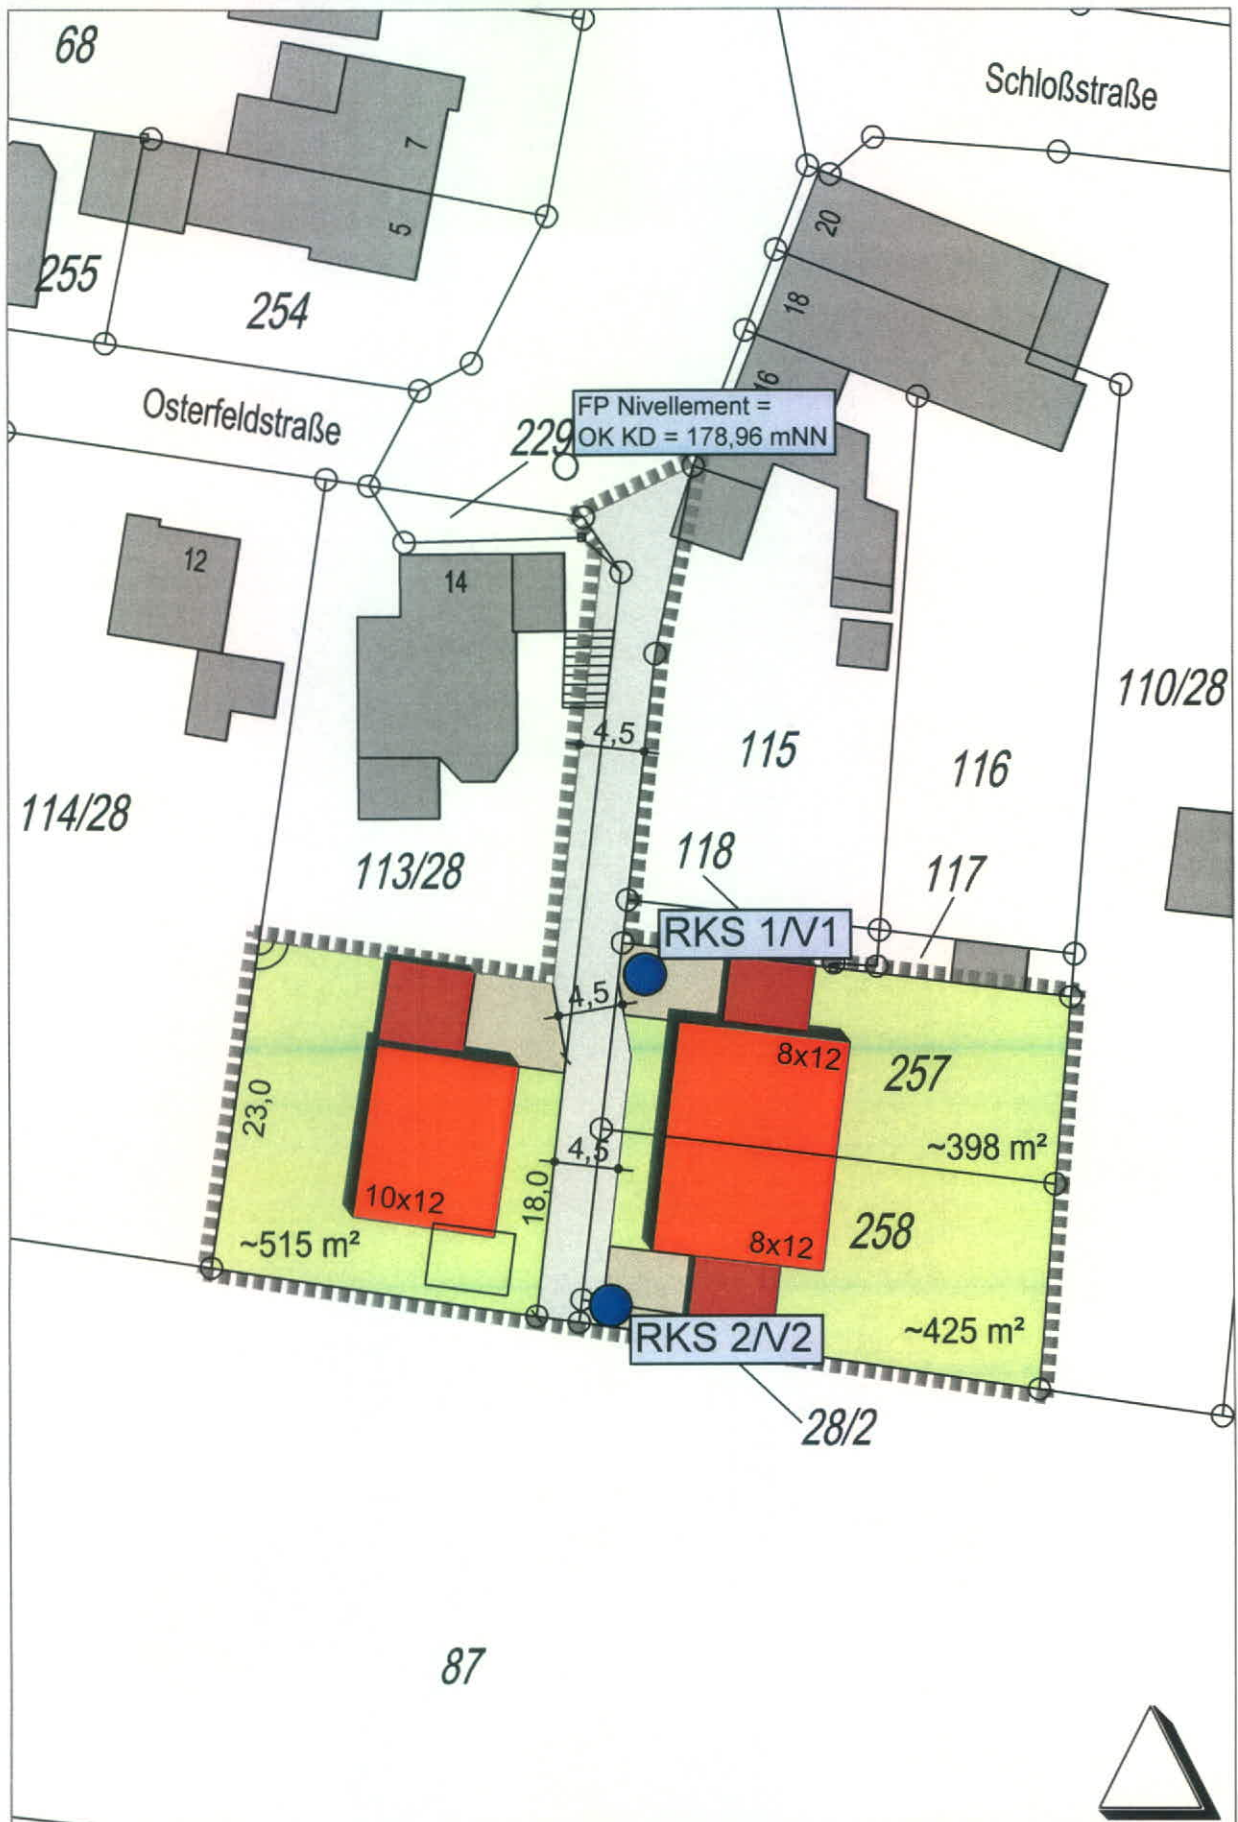 68
Schloßstraße
7
5
20
255
254
18
16
Osterfeldstraße
229
FP Nivellement =
OK KD = 178,96 mNN
12
14
110/28
4,5
115
116
114/28
118
113/28
117
RKS 1/V1
4,5
8x12
257
23,0
~398 m²
4,5
10x12
18,0
258
~515 m²
8x12
~425 m²
RKS 2/V2
28/2
87